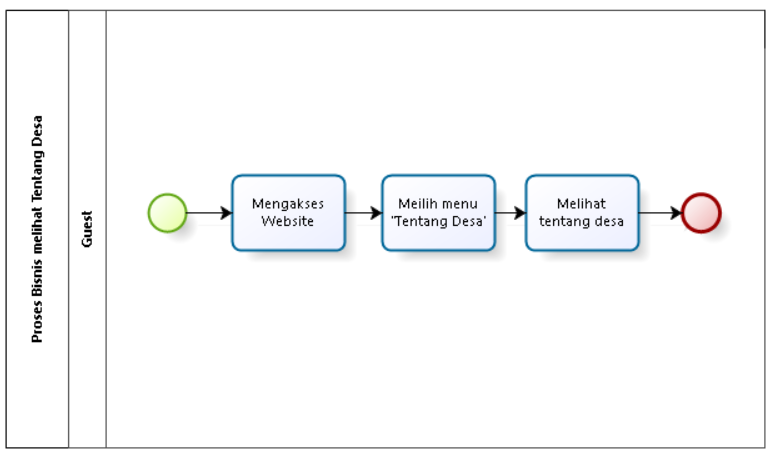 Proses Bisnis melihat Tentang Desa
Guest
Mengakses
Website
Meilih menu
'Tentang Desa'
Melihat
tentang desa